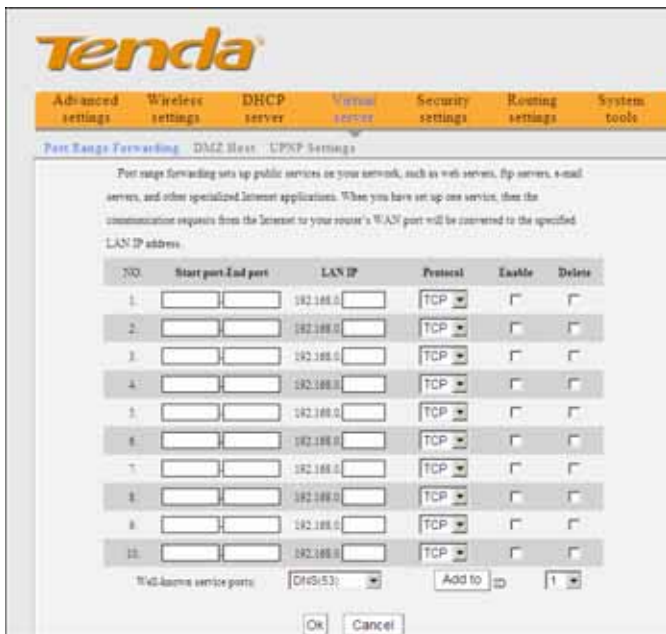 Tenda
Advanced settings Wireless settings DHCP server Virtual server Security settings Routing settings System tools
Port Range Forwarding DMZ Host UPNP Settings
Port range forwarding sets up public services on your network, such as web servers, ftp servers, e-mail
servers, and other specialized Internet applications. When you have set up one service, then the
communication requests from the Internet to your router's WAN port will be converted to the specified
LAN IP address.
NO. Start port-End port LAN IP Protocol Enable Delete
1. - 192.168.0. TCP
2. - 192.168.0. TCP
3. - 192.168.0. TCP
4. - 192.168.0. TCP
5. - 192.168.0. TCP
6. - 192.168.0. TCP
7. - 192.168.0. TCP
8. - 192.168.0. TCP
9. - 192.168.0. TCP
10. - 192.168.0. TCP
Well-known service ports: DNS(53) Add to ID 1
Ok Cancel